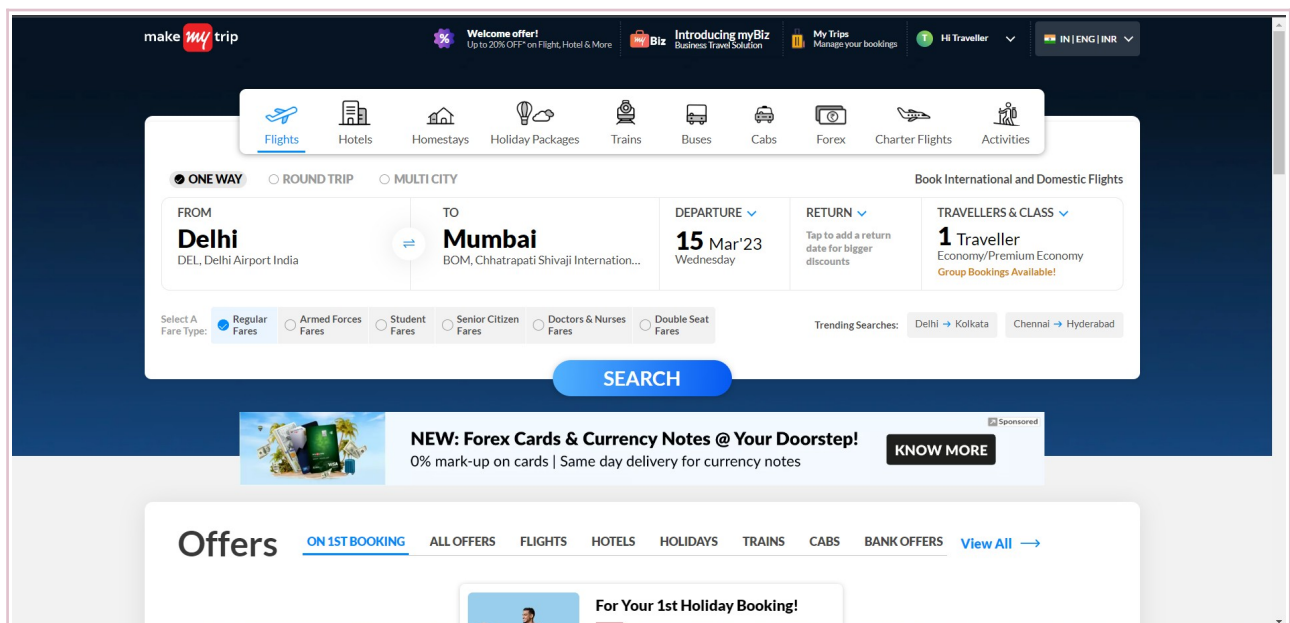 make my trip
Welcome offer!
Up to 20% OFF* on Flight, Hotel & More
my Biz
Introducing myBiz
Business Travel Solution
My Trips
Manage your bookings
T
Hi Traveller
IN | ENG | INR
Flights
Hotels
Homestays
Holiday Packages
Trains
Buses
Cabs
Forex
Charter Flights
Activities
ONE WAY
ROUND TRIP
MULTI CITY
Book International and Domestic Flights
FROM
Delhi
DEL, Delhi Airport India
TO
Mumbai
BOM, Chhatrapati Shivaji Internation...
DEPARTURE
15 Mar'23
Wednesday
RETURN
Tap to add a return
date for bigger
discounts
TRAVELLERS & CLASS
1 Traveller
Economy/Premium Economy
Group Bookings Available!
Select A
Fare Type:
Regular
Fares
Armed Forces
Fares
Student
Fares
Senior Citizen
Fares
Doctors & Nurses
Fares
Double Seat
Fares
Trending Searches:
Delhi → Kolkata
Chennai → Hyderabad
SEARCH
Sponsored
NEW: Forex Cards & Currency Notes @ Your Doorstep!
0% mark-up on cards | Same day delivery for currency notes
KNOW MORE
VISA
Offers
ON 1ST BOOKING
ALL OFFERS
FLIGHTS
HOTELS
HOLIDAYS
TRAINS
CABS
BANK OFFERS
View All →
For Your 1st Holiday Booking!